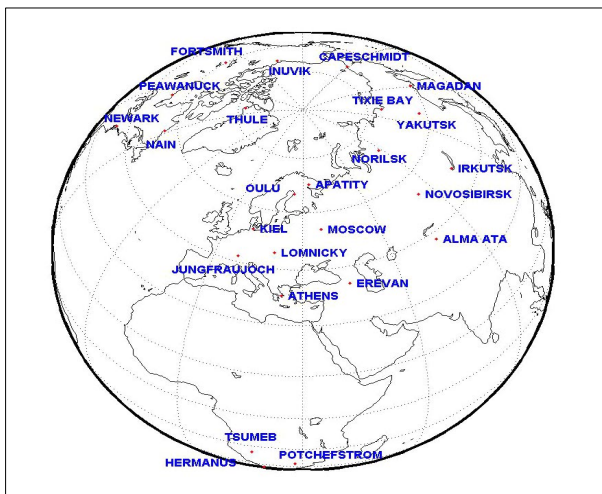 FORTSMITH
CAPESCHMIDT
INUVIK
PEAWANUCK
MAGADAN
TIXIE BAY
NEWARK
THULE
YAKUTSK
NAIN
NORILSK
IRKUTSK
OULU
APATITY
NOVOSIBIRSK
KIEL
MOSCOW
ALMA ATA
LOMNICKY
JUNGFRAUJOCH
EREVAN
ATHENS
TSUMEB
POTCHEFSTROM
HERMANUS